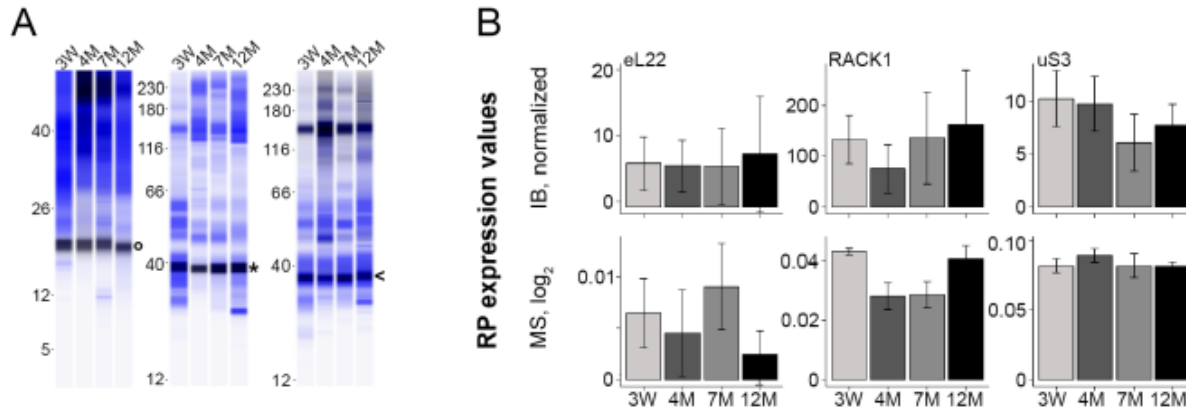 A
3W 4M 7M 12M
40
26
12
5
°
3W 4M 7M 12M
230
180
116
66
40
12
*
3W 4M 7M 12M
230
180
116
66
40
12
<
B
RP expression values
IB, normalized
MS, log2
eL22
20
10
0
RACK1
200
100
0
uS3
10
5
0
0.01
0
3W 4M 7M 12M
0.04
0.02
0
3W 4M 7M 12M
0.10
0.05
0
3W 4M 7M 12M